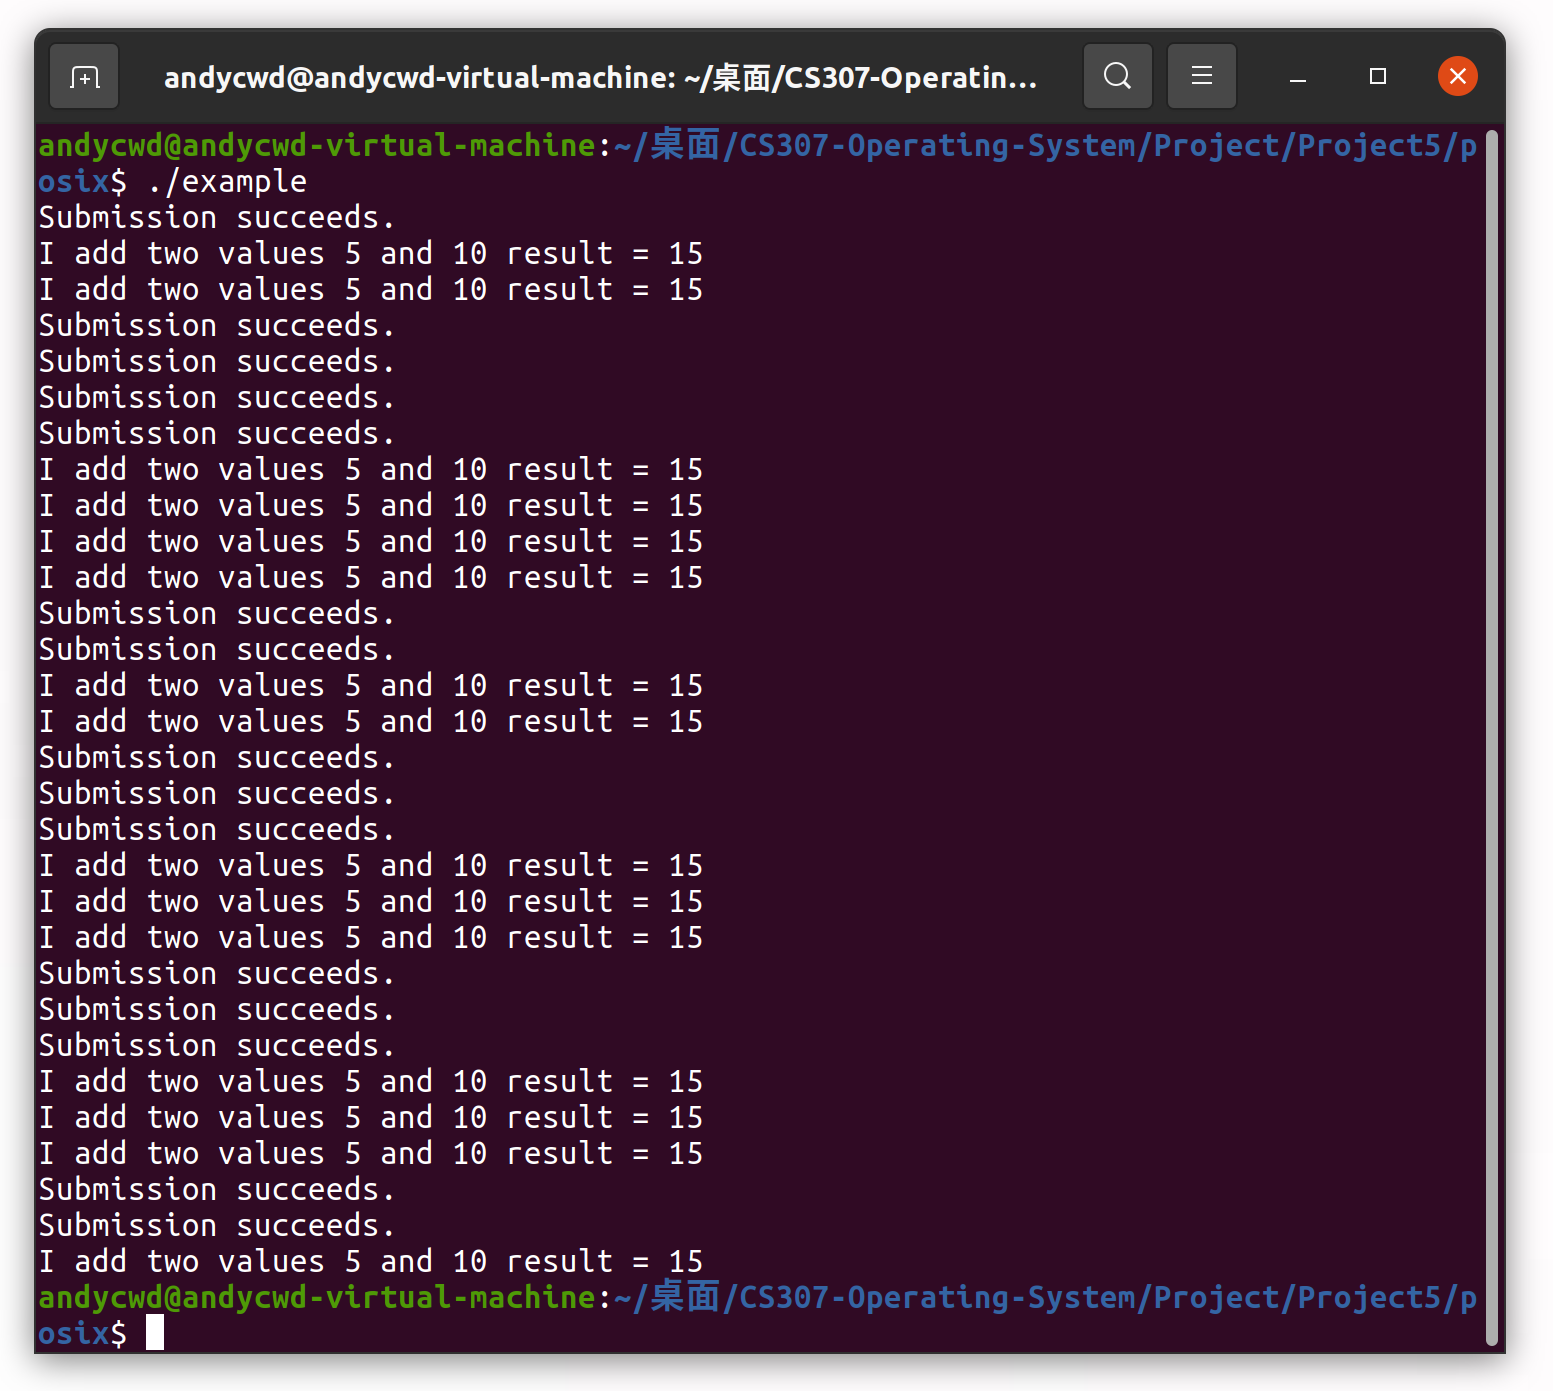 andycwd@andycwd-virtual-machine: ~/桌面/CS307-Operatin...
andycwd@andycwd-virtual-machine:~/桌面/CS307-Operating-System/Project/Project5/p
osix$ ./example
Submission succeeds.
I add two values 5 and 10 result = 15
I add two values 5 and 10 result = 15
Submission succeeds.
Submission succeeds.
Submission succeeds.
Submission succeeds.
I add two values 5 and 10 result = 15
I add two values 5 and 10 result = 15
I add two values 5 and 10 result = 15
I add two values 5 and 10 result = 15
Submission succeeds.
Submission succeeds.
I add two values 5 and 10 result = 15
I add two values 5 and 10 result = 15
Submission succeeds.
Submission succeeds.
Submission succeeds.
I add two values 5 and 10 result = 15
I add two values 5 and 10 result = 15
I add two values 5 and 10 result = 15
Submission succeeds.
Submission succeeds.
Submission succeeds.
I add two values 5 and 10 result = 15
I add two values 5 and 10 result = 15
I add two values 5 and 10 result = 15
Submission succeeds.
Submission succeeds.
I add two values 5 and 10 result = 15
andycwd@andycwd-virtual-machine:~/桌面/CS307-Operating-System/Project/Project5/p
osix$